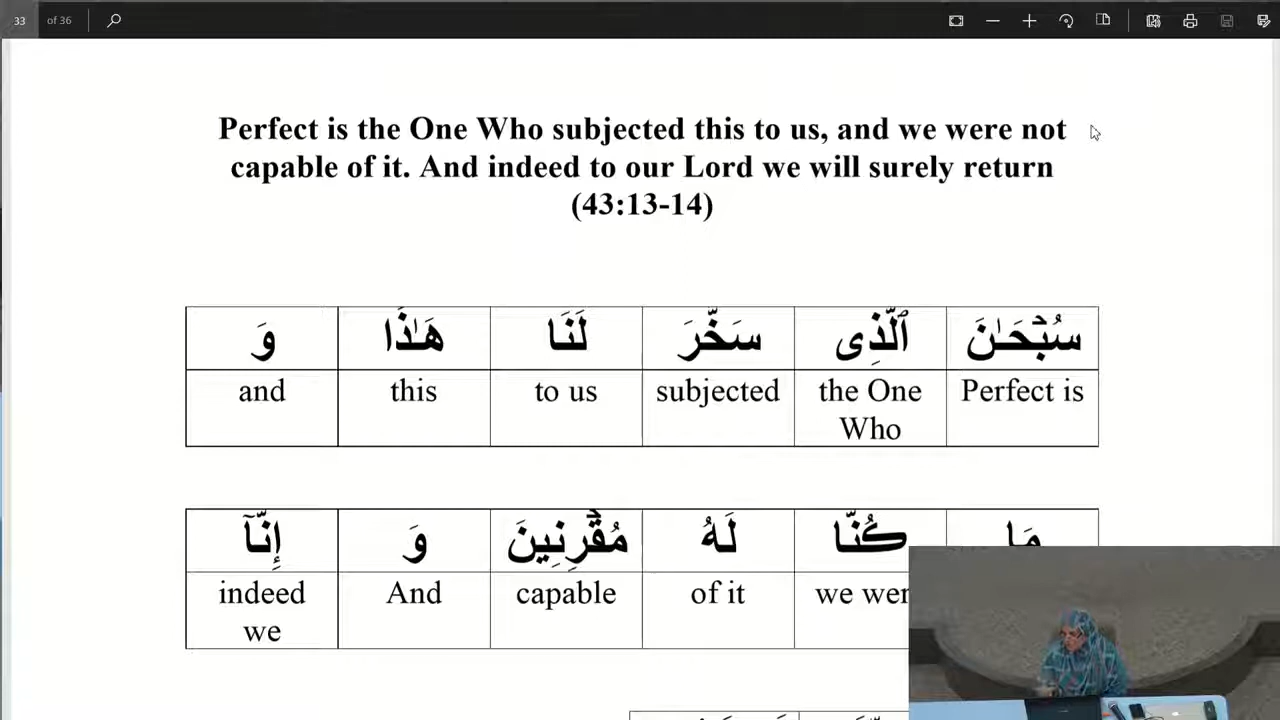 33 of 36
Perfect is the One Who subjected this to us, and we were not
capable of it. And indeed to our Lord we will surely return
(43:13-14)
سُبۡحَـٰنَ ٱلَّذِى سَخَّرَ لَنَا هَـٰذَا وَ
Perfect is the One Who subjected to us this and
مَا كُنَّا لَهُ مُقۡرِنِينَ وَ إِنَّآ
we of it capable And indeed we